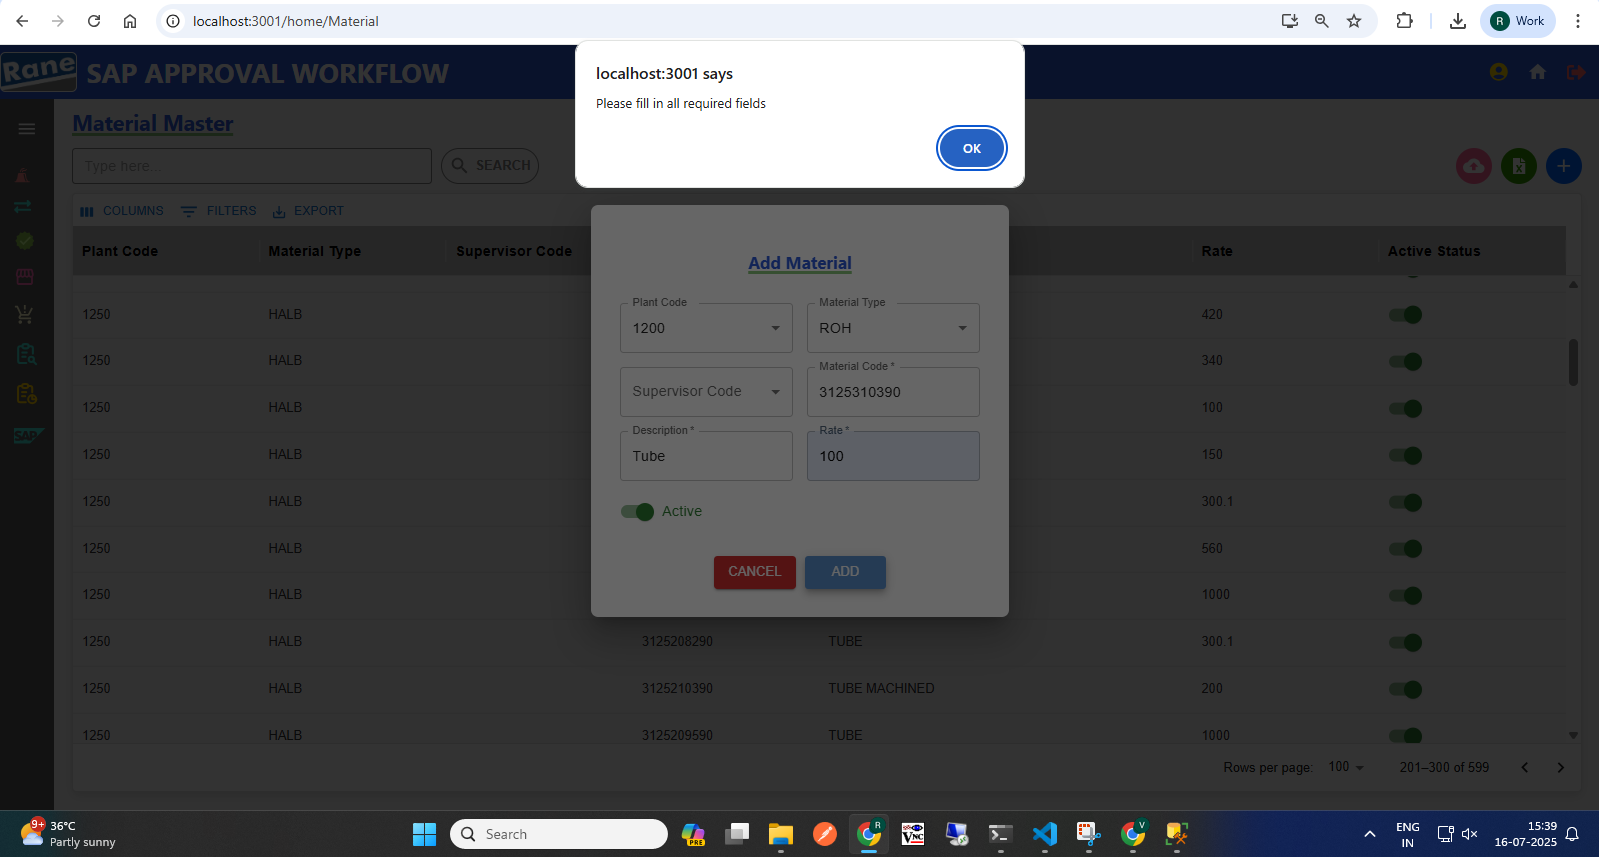 localhost:3001/home/Material
R Work
localhost:3001 says
Please fill in all required fields
OK
Rane SAP APPROVAL WORKFLOW
Material Master
Type here...
SEARCH
COLUMNS FILTERS EXPORT
Plant Code Material Type Supervisor Code Rate Active Status
1250 HALB 420
1250 HALB 340
1250 HALB 100
1250 HALB 150
1250 HALB 300.1
1250 HALB 560
1250 HALB 1000
1250 HALB 3125208290 TUBE 300.1
1250 HALB 3125210390 TUBE MACHINED 200
1250 HALB 3125209590 TUBE 1000
Add Material
Plant Code Material Type
1200 ROH
Material Code *
Supervisor Code 3125310390
Description * Rate *
Tube 100
Active
CANCEL ADD
Rows per page: 100 201–300 of 599
SAP
9+
36°C
Partly sunny
Search
PRE
R
VNC
V
ENG
IN
15:39
16-07-2025